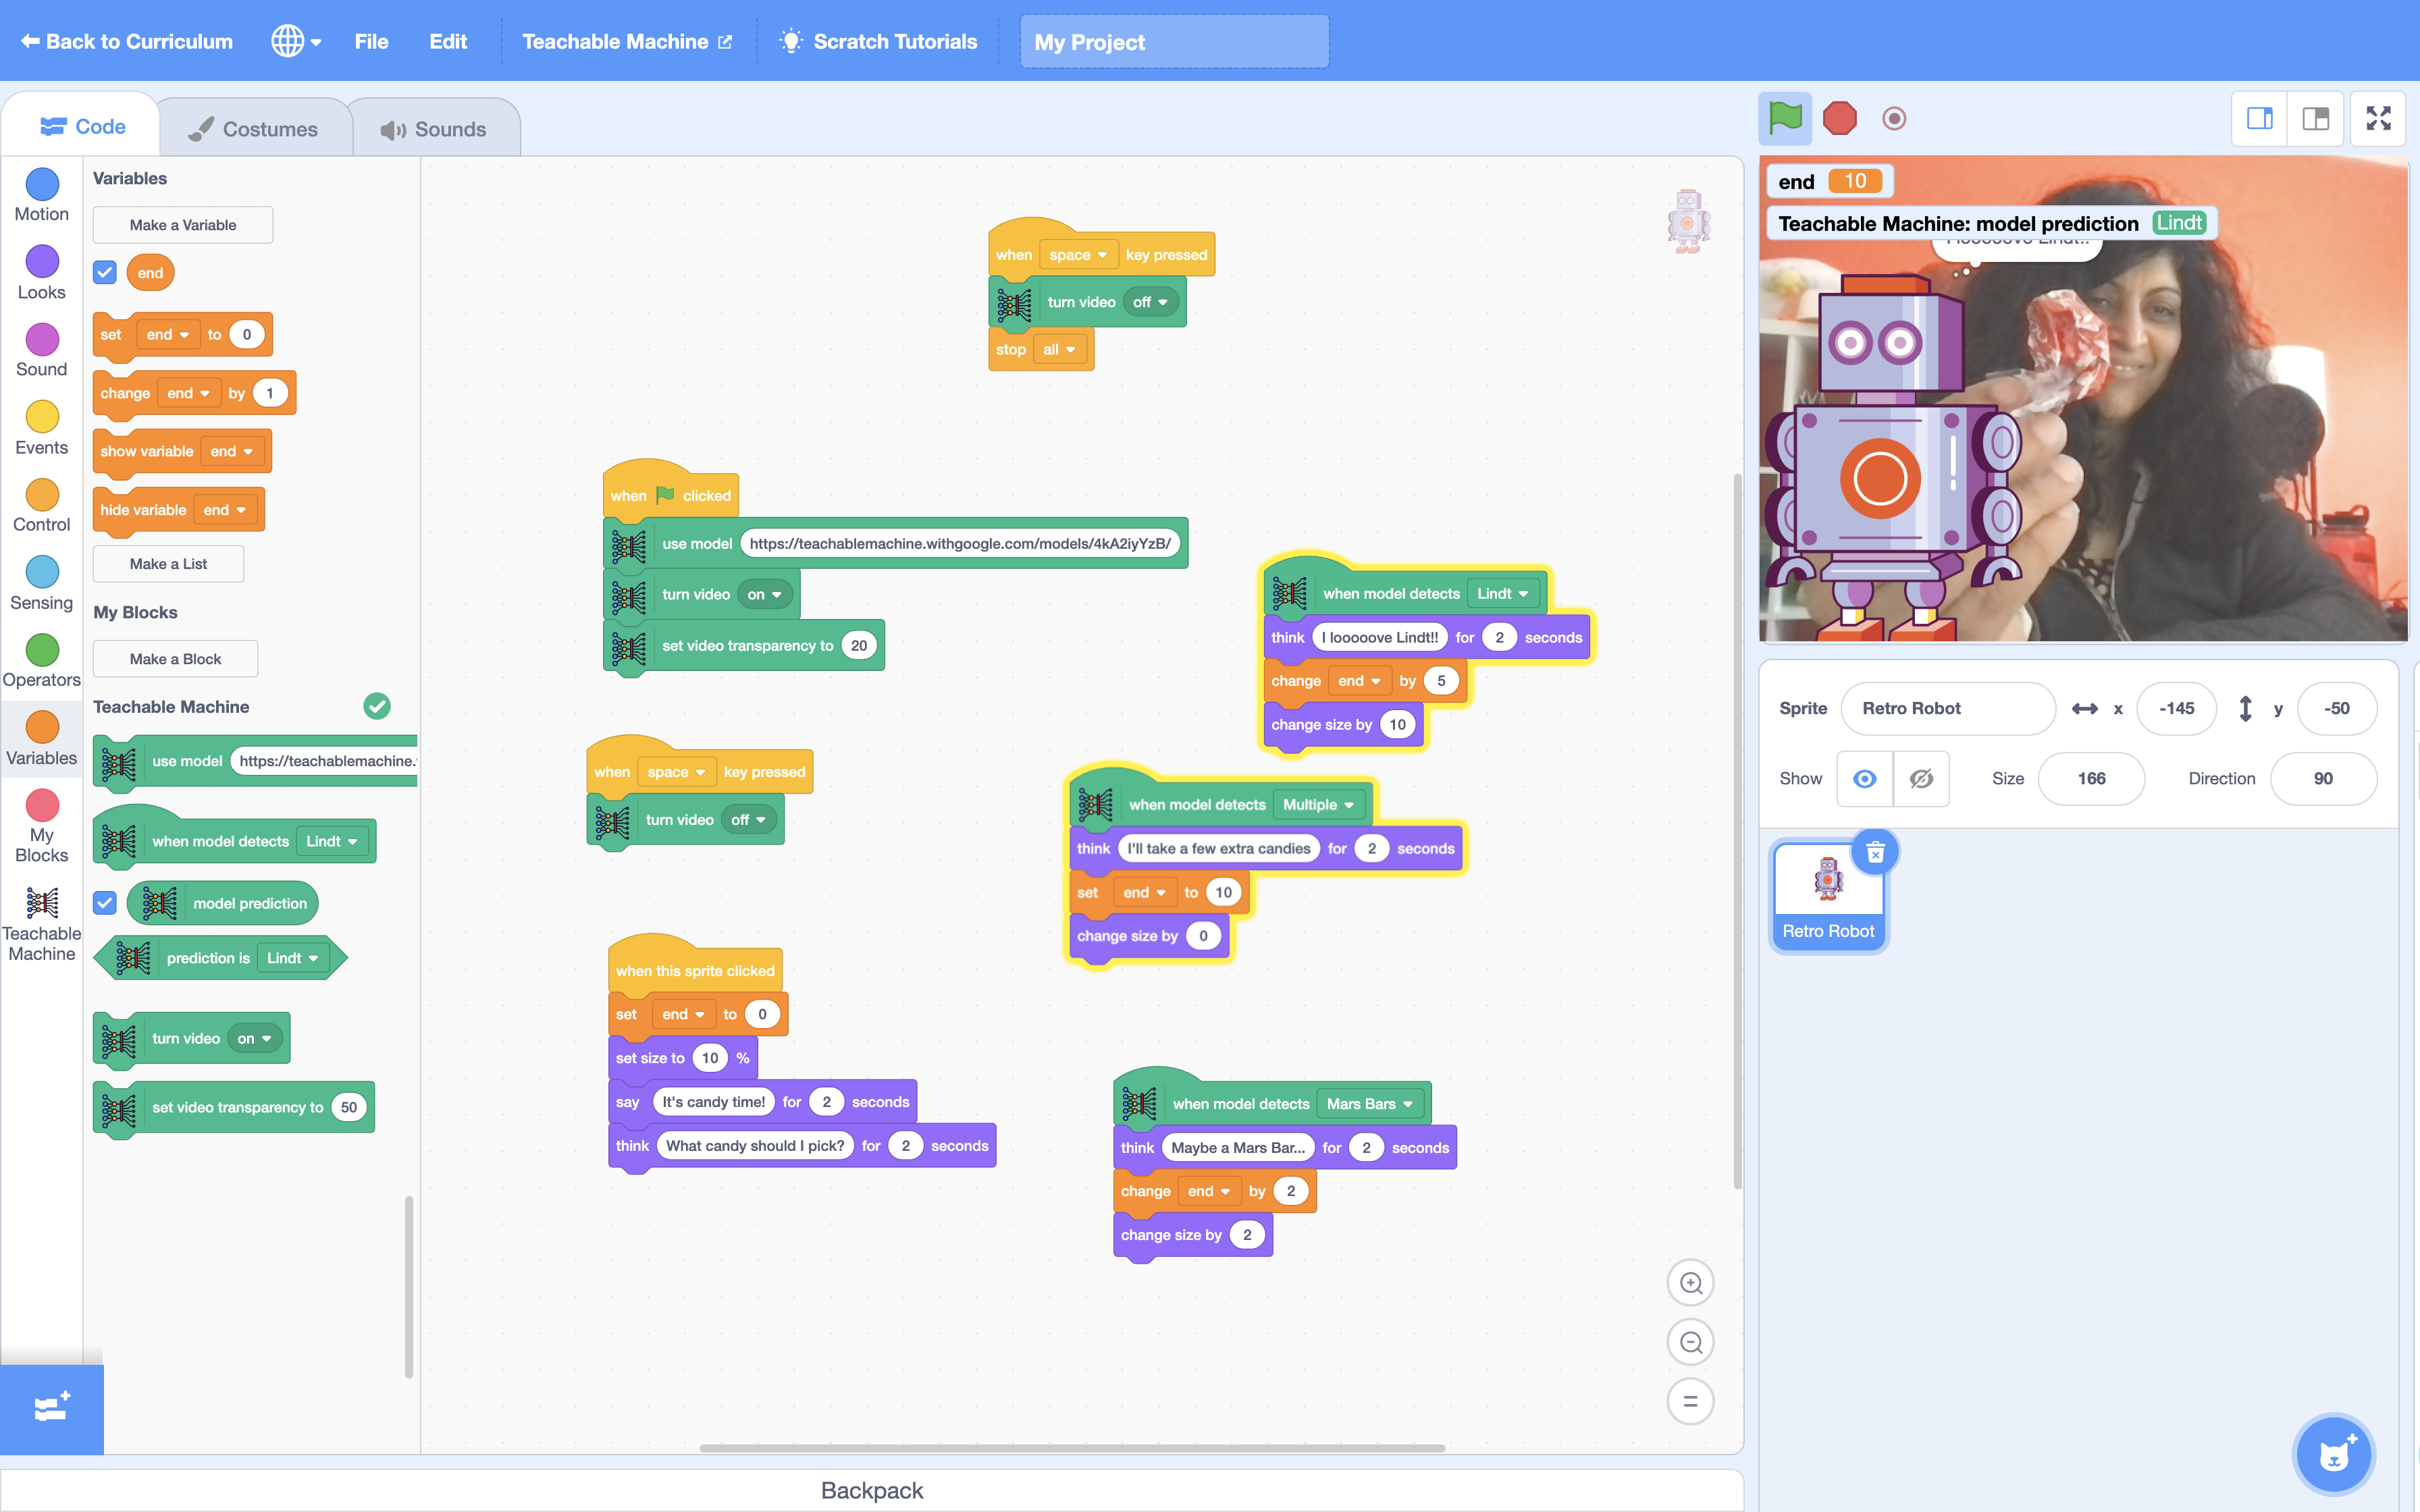 Back to Curriculum File Edit Teachable Machine Scratch Tutorials My Project
Code Costumes Sounds
Motion
Looks
Sound
Events
Control
Sensing
Operators
Variables
My
Blocks
Teachable
Machine
Variables
Make a Variable
end
set end to 0
change end by 1
show variable end
hide variable end
Make a List
My Blocks
Make a Block
Teachable Machine
use model https://teachablemachine.
when model detects Lindt
model prediction
prediction is Lindt
turn video on
set video transparency to 50
when space key pressed
turn video off
stop all
when clicked
use model https://teachablemachine.withgoogle.com/models/4kA2iyYzB/
turn video on
set video transparency to 20
when space key pressed
turn video off
when this sprite clicked
set end to 0
set size to 10 %
say It's candy time! for 2 seconds
think What candy should I pick? for 2 seconds
when model detects Lindt
think I looooove Lindt!! for 2 seconds
change end by 5
change size by 10
when model detects Multiple
think I'll take a few extra candies for 2 seconds
set end to 10
change size by 0
when model detects Mars Bars
think Maybe a Mars Bar... for 2 seconds
change end by 2
change size by 2
Backpack
end 10
Teachable Machine: model prediction Lindt
Sprite Retro Robot x -145 y -50
Show Size 166 Direction 90
Retro Robot